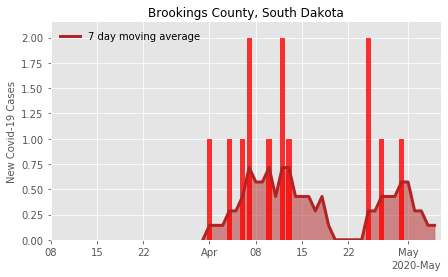 Brookings County, South Dakota
7 day moving average
New Covid-19 Cases
2.00
1.75
1.50
1.25
1.00
0.75
0.50
0.25
0.00
08 15 22 Apr 08 15 22 May
2020-May